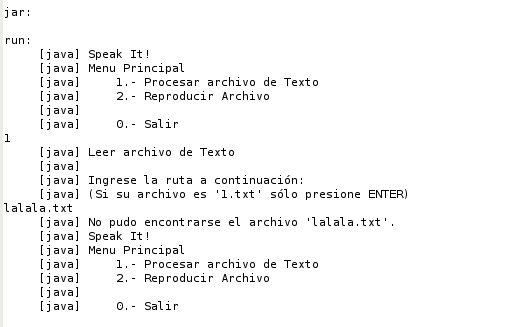 jar:
run:
[java] Speak It!
[java] Menu Principal
[java] 1.- Procesar archivo de Texto
[java] 2.- Reproducir Archivo
[java]
[java] 0.- Salir
1
[java] Leer archivo de Texto
[java]
[java] Ingrese la ruta a continuación:
[java] (Si su archivo es '1.txt' sólo presione ENTER)
lalala.txt
[java] No pudo encontrarse el archivo 'lalala.txt'.
[java] Speak It!
[java] Menu Principal
[java] 1.- Procesar archivo de Texto
[java] 2.- Reproducir Archivo
[java]
[java] 0.- Salir